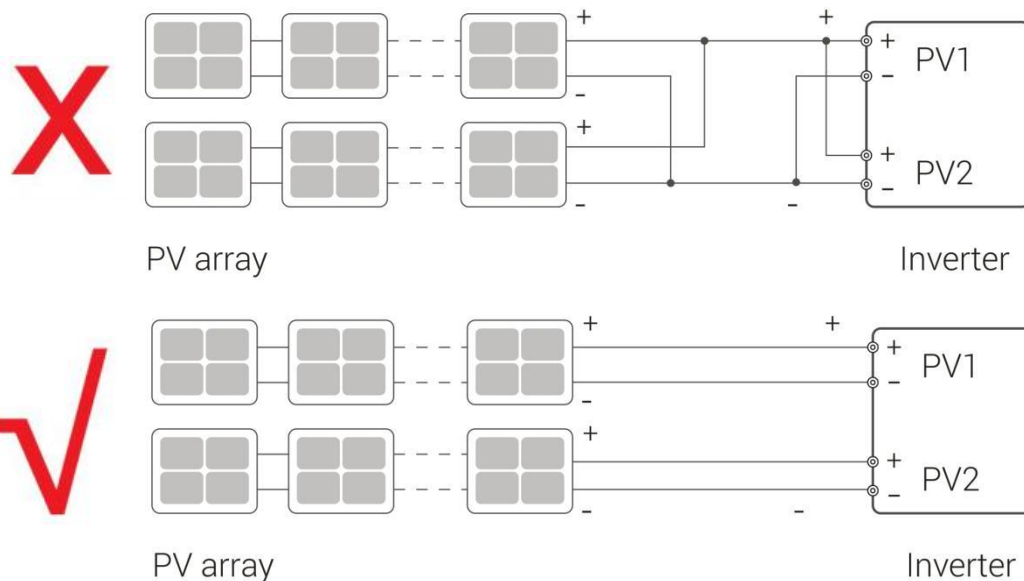 X
+
+
+
PV1
-
-
+
+
PV2
-
-
-
PV array
Inverter
√
+
+
+
PV1
-
-
+
+
PV2
-
-
-
PV array
Inverter